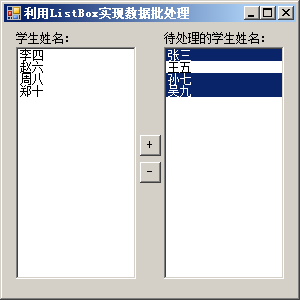 利用ListBox实现数据批处理
学生姓名：
待处理的学生姓名：
李四
赵六
周八
郑十
张三
王五
孙七
吴九
+
-